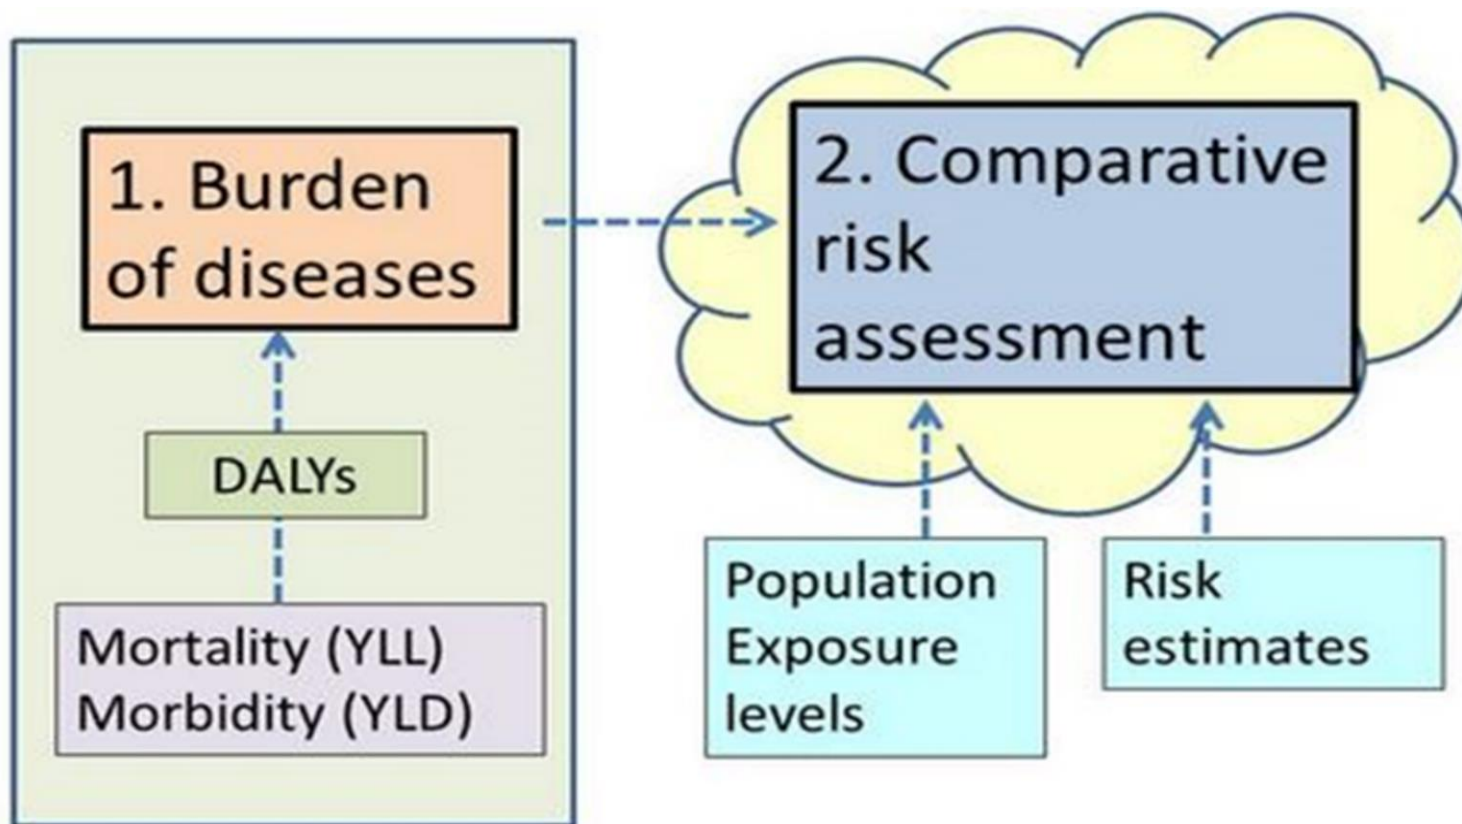 1. Burden
of diseases
DALYs
Mortality (YLL)
Morbidity (YLD)
2. Comparative
risk
assessment
Population
Exposure
levels
Risk
estimates